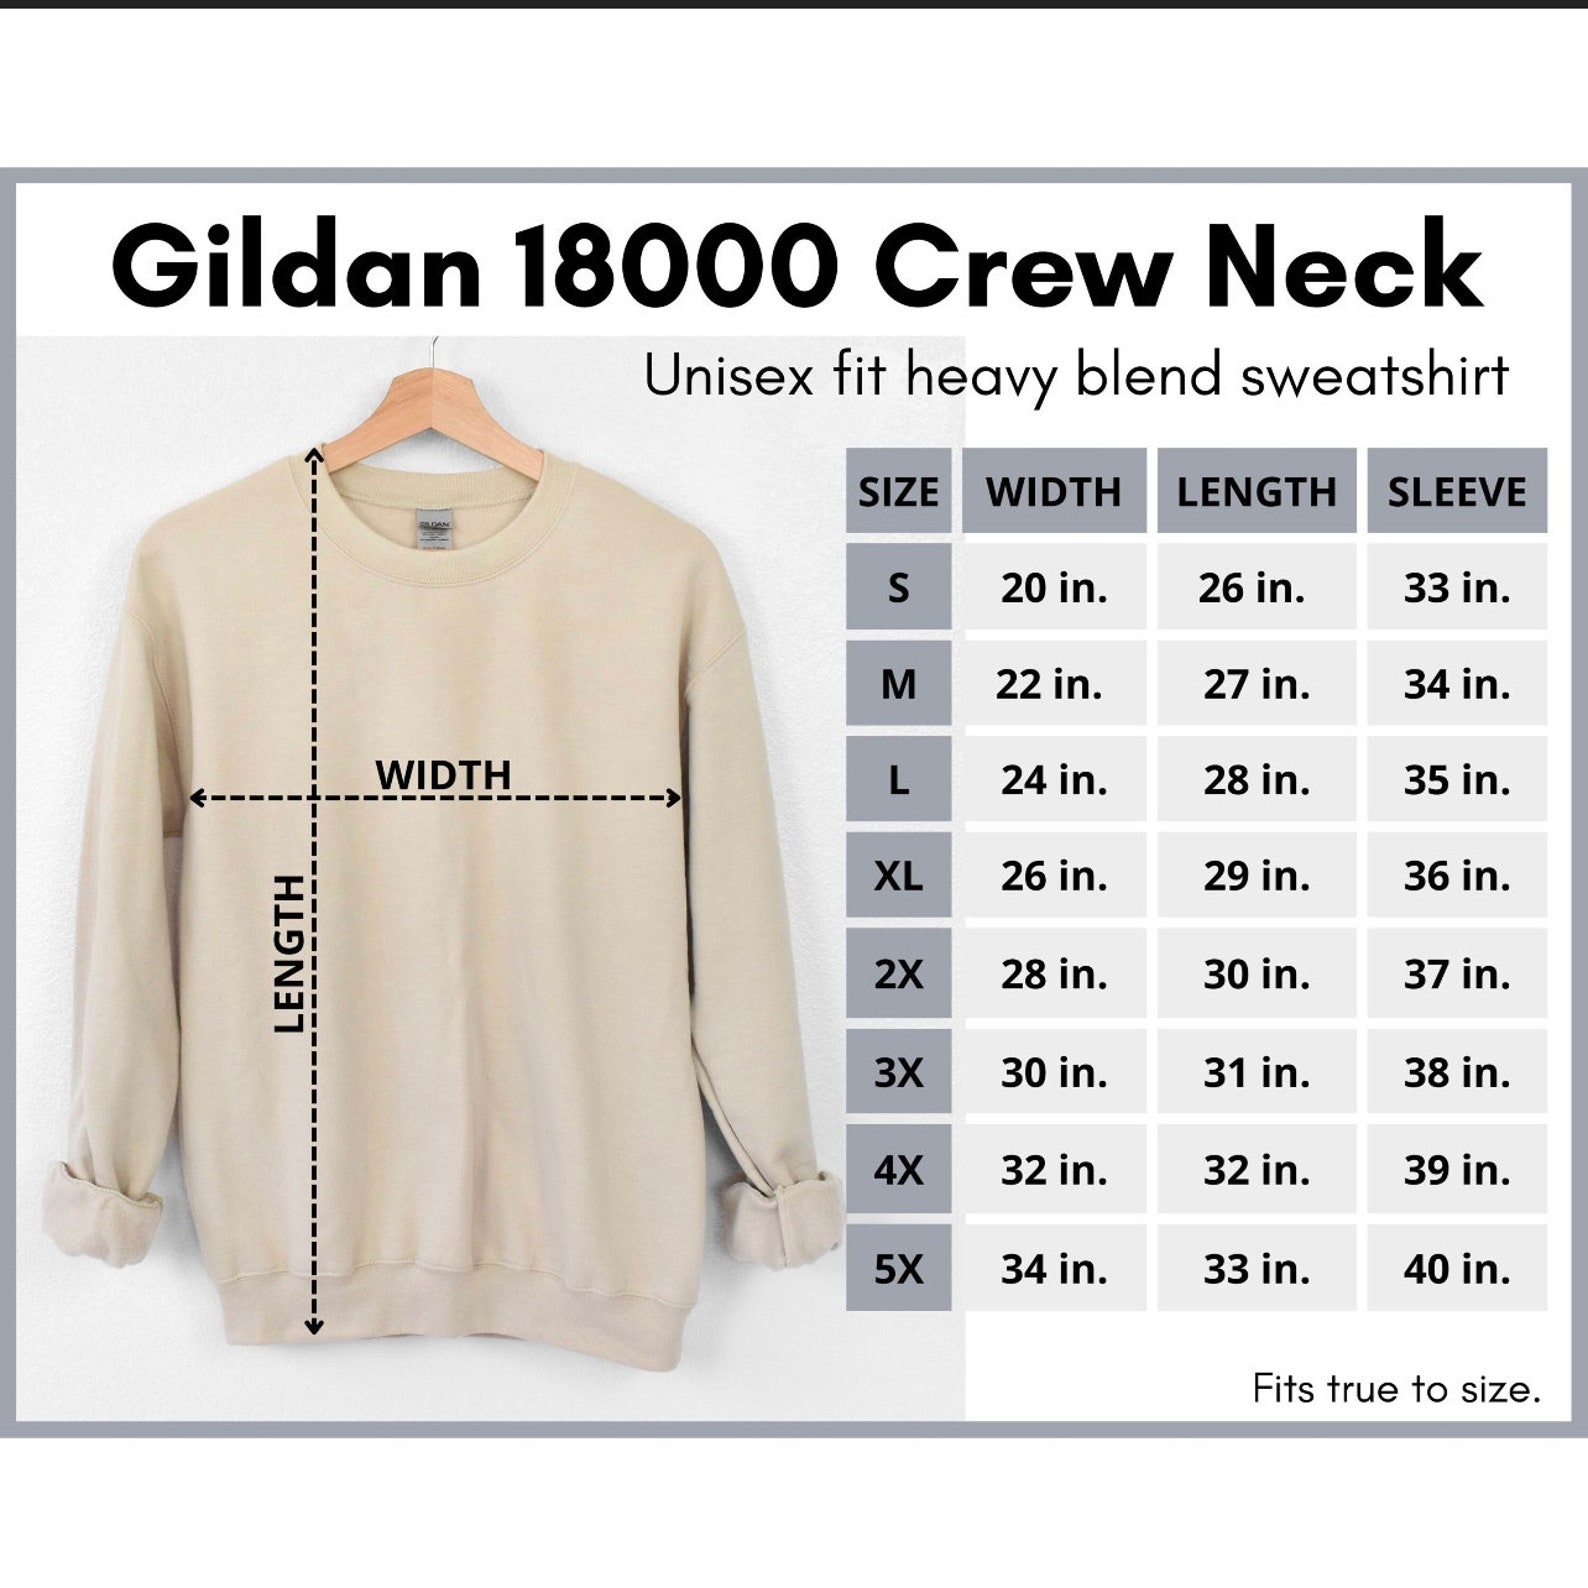 Gildan 18000 Crew Neck
Unisex fit heavy blend sweatshirt
GILDAN
WIDTH
LENGTH
SIZE WIDTH LENGTH SLEEVE
S 20 in. 26 in. 33 in.
M 22 in. 27 in. 34 in.
L 24 in. 28 in. 35 in.
XL 26 in. 29 in. 36 in.
2X 28 in. 30 in. 37 in.
3X 30 in. 31 in. 38 in.
4X 32 in. 32 in. 39 in.
5X 34 in. 33 in. 40 in.
Fits true to size.